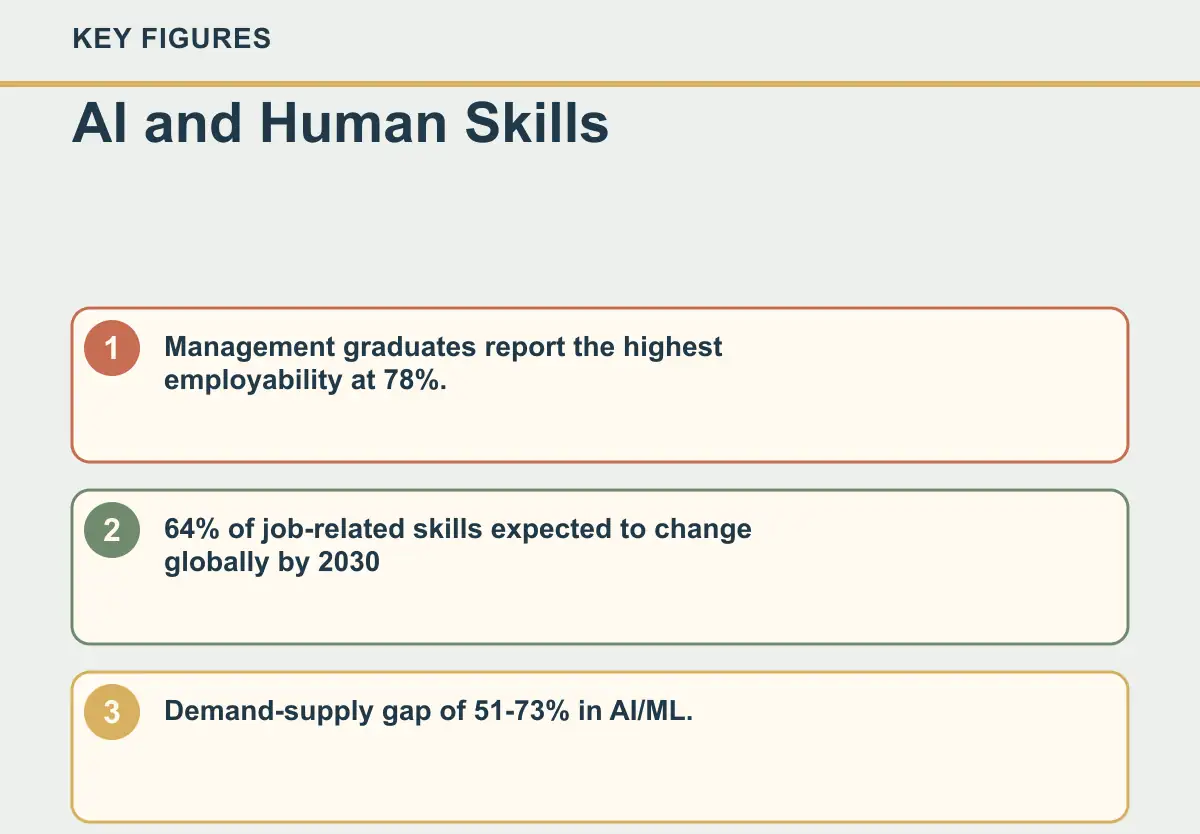 KEY FIGURES
AI and Human Skills
1
Management graduates report the highest
employability at 78%.
2
64% of job-related skills expected to change
globally by 2030
3
Demand-supply gap of 51-73% in AI/ML.